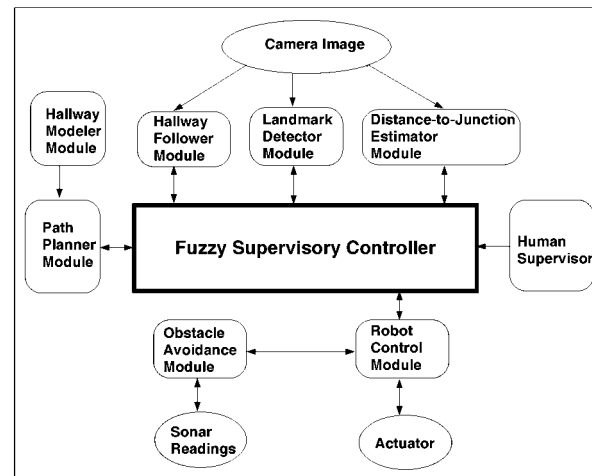 Camera Image
Hallway
Modeler
Module
Hallway
Follower
Module
Landmark
Detector
Module
Distance-to-Junction
Estimator
Module
Path
Planner
Module
Fuzzy Supervisory Controller
Human
Supervisor
Obstacle
Avoidance
Module
Robot
Control
Module
Sonar
Readings
Actuator